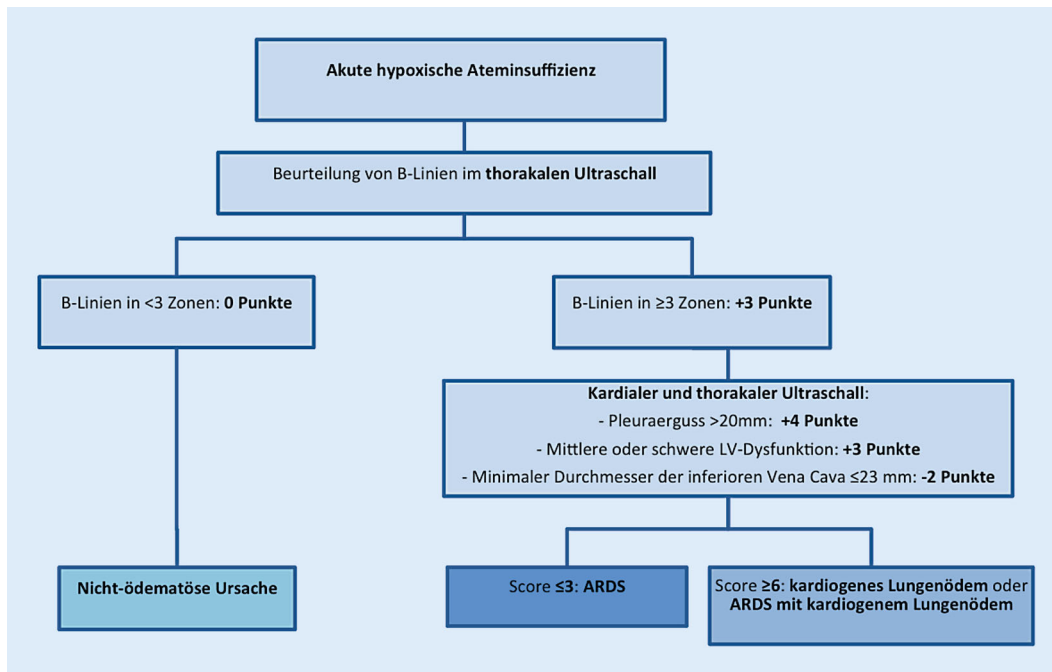 Akute hypoxische Ateminsuffizienz
Beurteilung von B-Linien im thorakalen Ultraschall
B-Linien in <3 Zonen: 0 Punkte
B-Linien in ≥3 Zonen: +3 Punkte
Kardialer und thorakaler Ultraschall:
- Pleuraerguss >20mm: +4 Punkte
- Mittlere oder schwere LV-Dysfunktion: +3 Punkte
- Minimaler Durchmesser der inferioren Vena Cava ≤23 mm: -2 Punkte
Nicht-ödematöse Ursache
Score ≤3: ARDS
Score ≥6: kardiogenes Lungenödem oder
ARDS mit kardiogenem Lungenödem